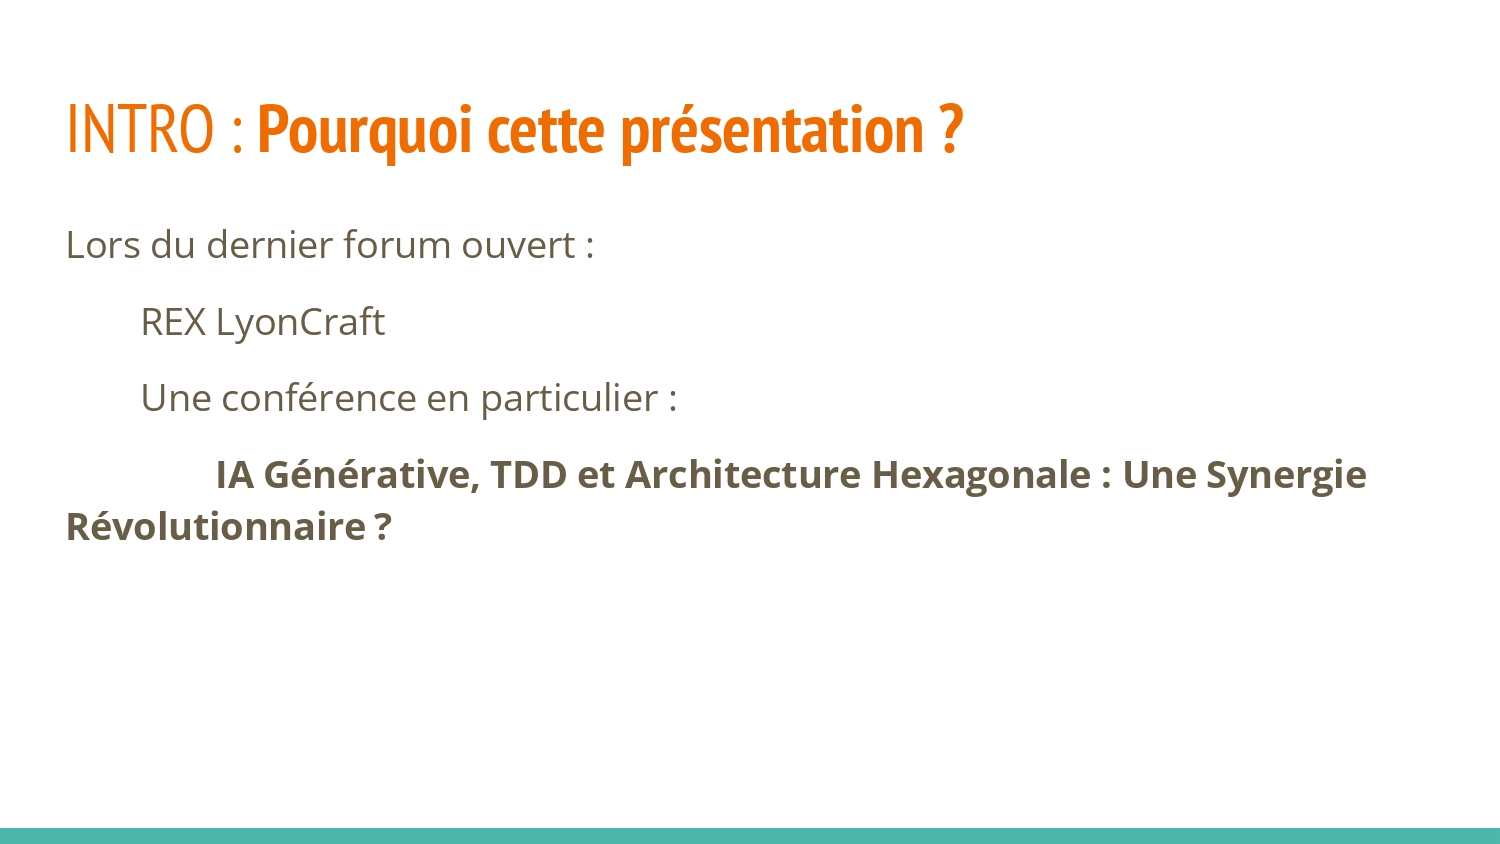 INTRO : Pourquoi cette présentation ?
Lors du dernier forum ouvert :
REX LyonCraft
Une conférence en particulier :
IA Générative, TDD et Architecture Hexagonale : Une Synergie
Révolutionnaire ?